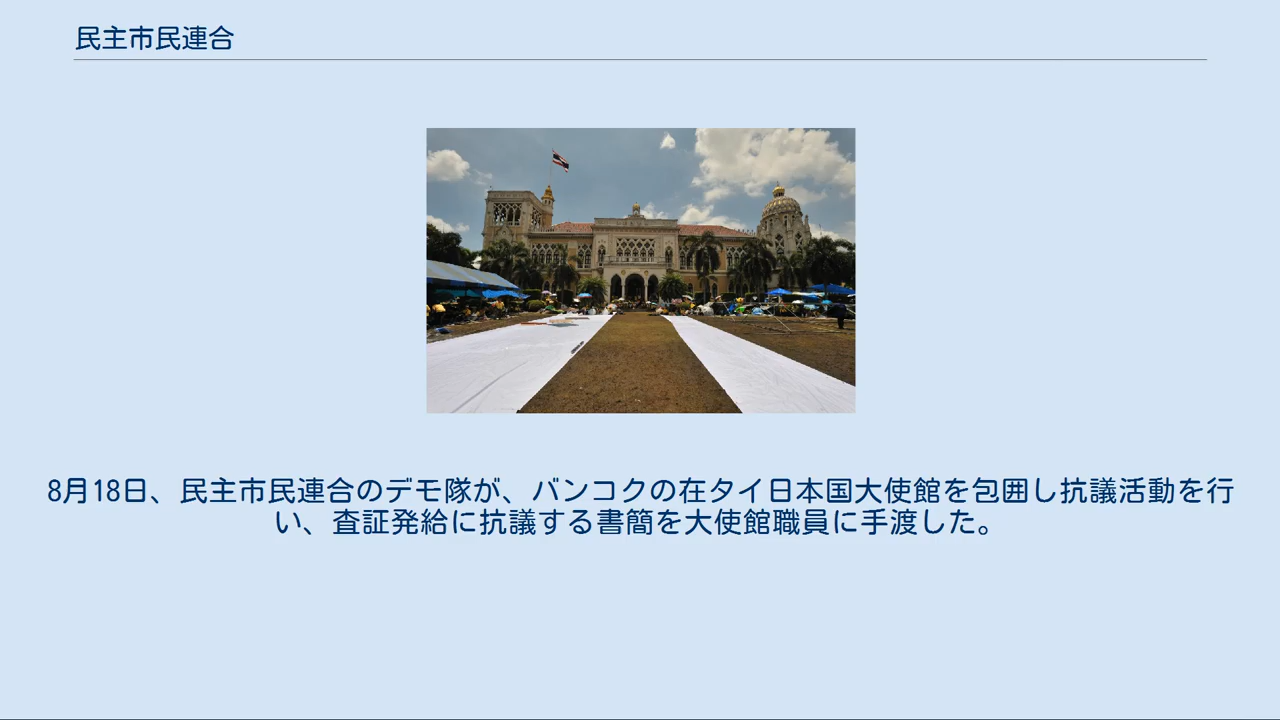 民主市民連合
8月18日、民主市民連合のデモ隊が、バンコクの在タイ日本国大使館を包囲し抗議活動を行
い、査証発給に抗議する書簡を大使館職員に手渡した。